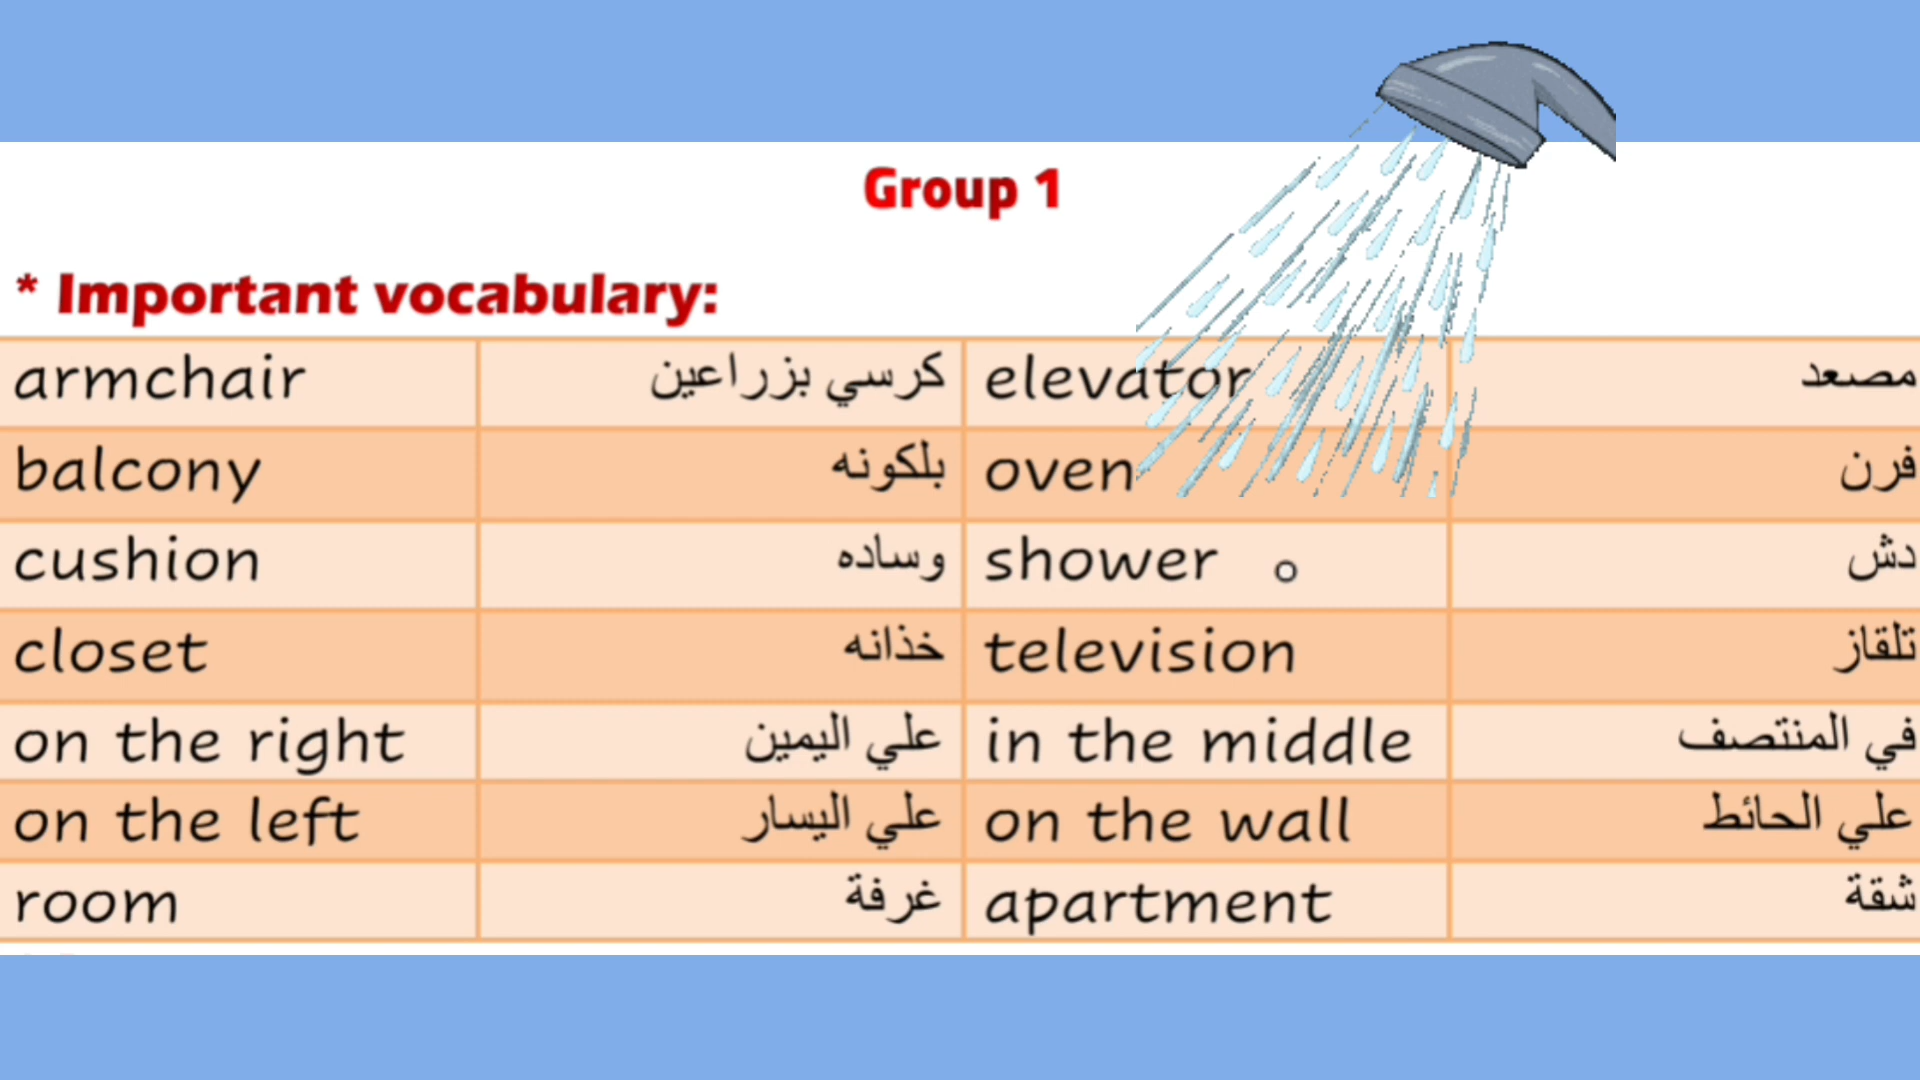 Group 1
* Important vocabulary:
armchair كرسي بزراعين elevator مصعد
balcony بلكونه oven فرن
cushion وساده shower دش
closet خذانه television تلقاز
on the right علي اليمين in the middle في المنتصف
on the left علي اليسار on the wall علي الحائط
room غرفة apartment شقة